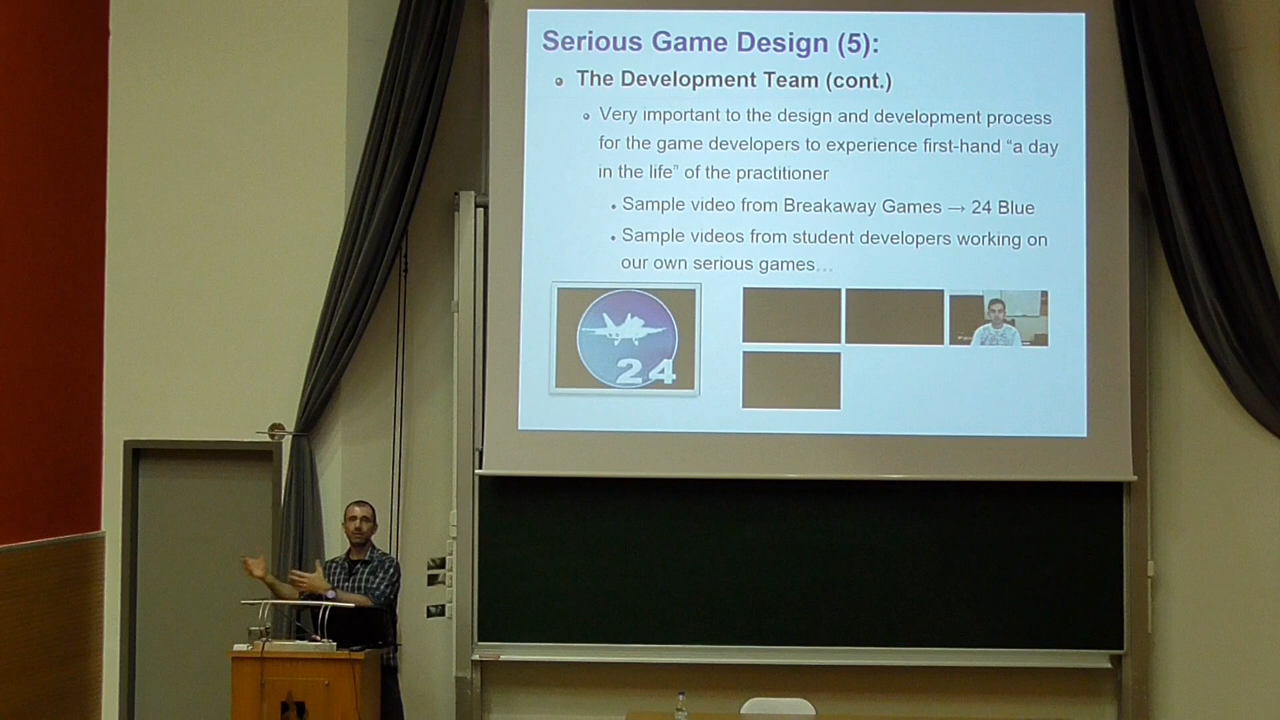 Serious Game Design (5):
The Development Team (cont.)
Very important to the design and development process
for the game developers to experience first-hand “a day
in the life” of the practitioner
Sample video from Breakaway Games → 24 Blue
Sample videos from student developers working on
our own serious games…
24